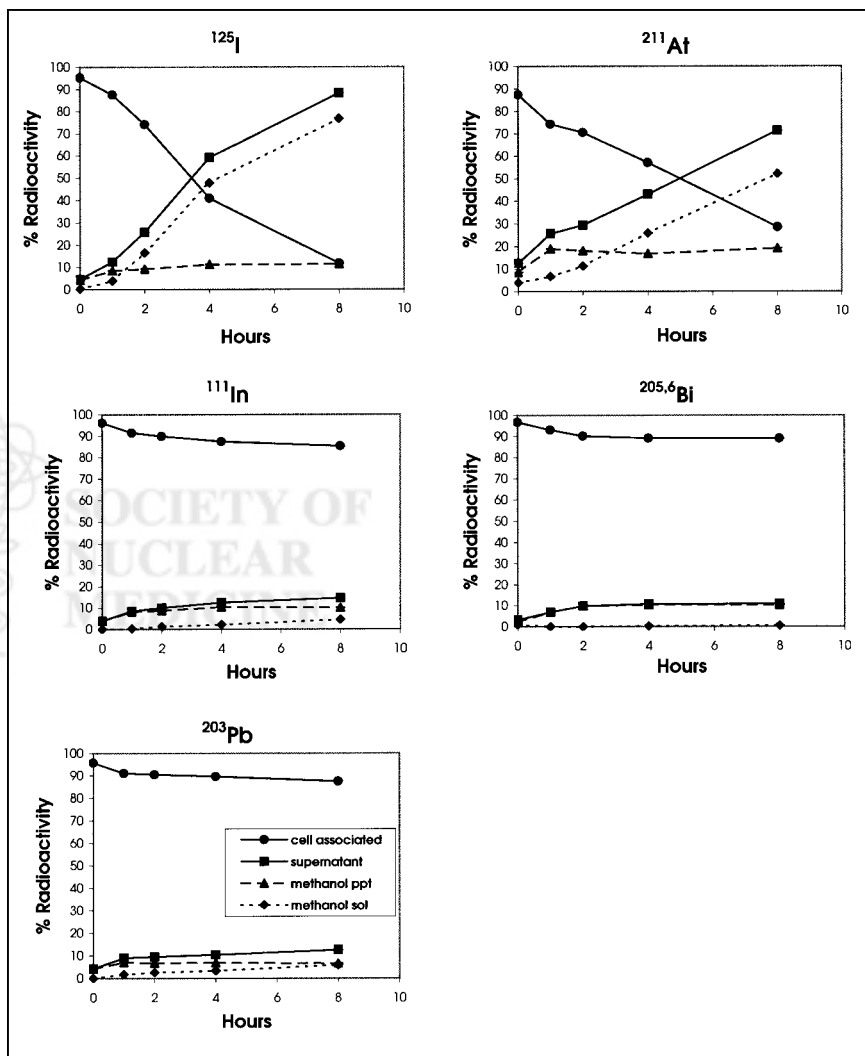 ¹²⁵I
100
90
80
70
60
50
40
30
20
10
0
% Radioactivity
0 2 4 6 8 10
Hours
²¹¹At
100
90
80
70
60
50
40
30
20
10
0
% Radioactivity
0 2 4 6 8 10
Hours
¹¹¹In
100
90
80
70
60
50
40
30
20
10
0
% Radioactivity
0 2 4 6 8 10
Hours
²⁰⁵,⁶Bi
100
90
80
70
60
50
40
30
20
10
0
% Radioactivity
0 2 4 6 8 10
Hours
SOCIETY OF
NUCLEAR
MEDICINE
²⁰³Pb
100
90
80
70
60
50
40
30
20
10
0
% Radioactivity
0 2 4 6 8 10
Hours
cell associated
supernatant
methanol ppt
methanol sol